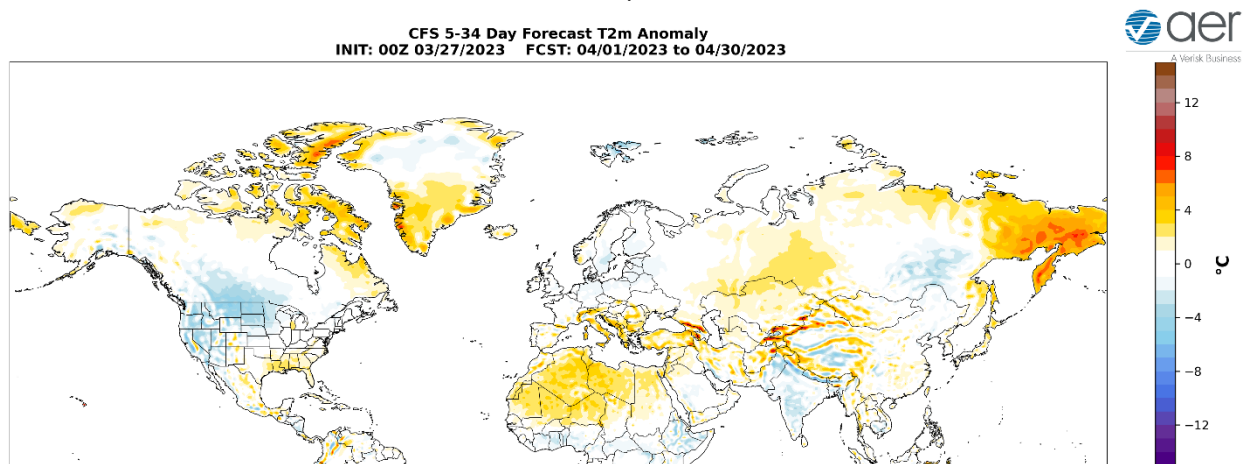 CFS 5-34 Day Forecast T2m Anomaly
INIT: 00Z 03/27/2023 FCST: 04/01/2023 to 04/30/2023
aer
A Verisk Business
12
8
4
0
−4
−8
−12
°C